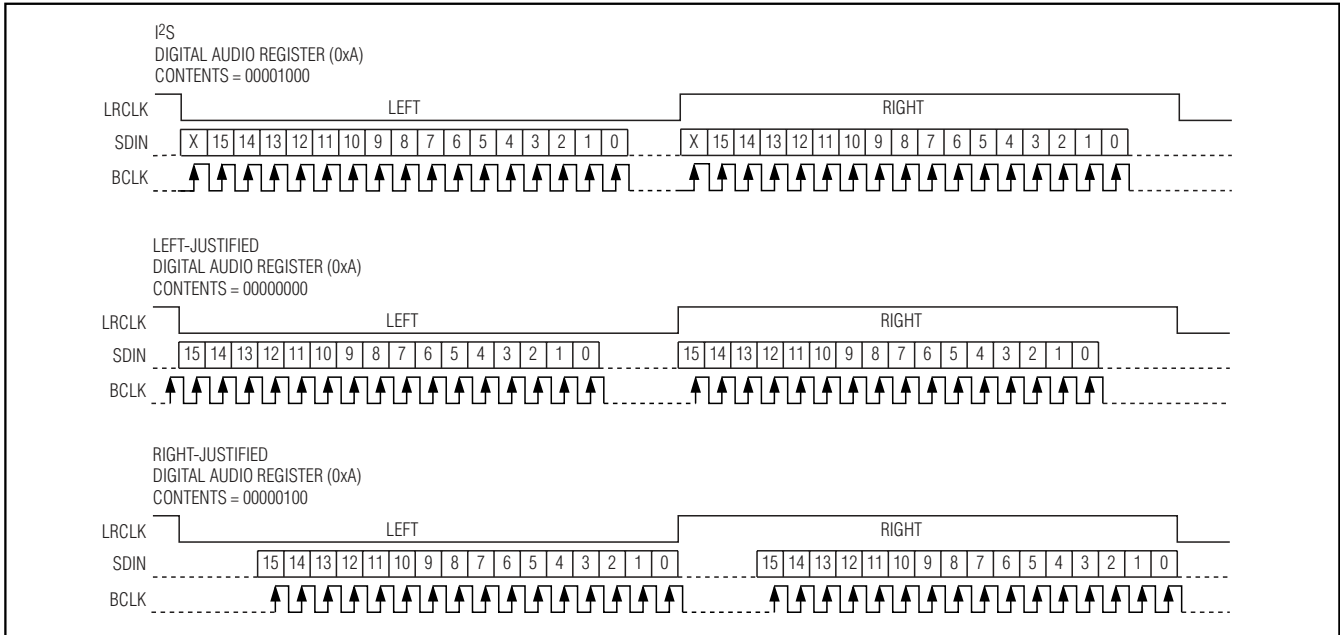 I²S
DIGITAL AUDIO REGISTER (0xA)
CONTENTS = 00001000
LRCLK LEFT RIGHT
SDIN X 15 14 13 12 11 10 9 8 7 6 5 4 3 2 1 0 X 15 14 13 12 11 10 9 8 7 6 5 4 3 2 1 0
BCLK
LEFT-JUSTIFIED
DIGITAL AUDIO REGISTER (0xA)
CONTENTS = 00000000
LRCLK LEFT RIGHT
SDIN 15 14 13 12 11 10 9 8 7 6 5 4 3 2 1 0 15 14 13 12 11 10 9 8 7 6 5 4 3 2 1 0
BCLK
RIGHT-JUSTIFIED
DIGITAL AUDIO REGISTER (0xA)
CONTENTS = 00000100
LRCLK LEFT RIGHT
SDIN 15 14 13 12 11 10 9 8 7 6 5 4 3 2 1 0 15 14 13 12 11 10 9 8 7 6 5 4 3 2 1 0
BCLK